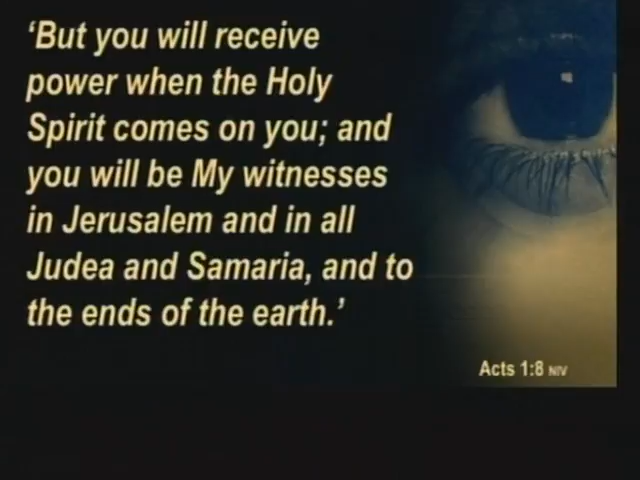 ‘But you will receive
power when the Holy
Spirit comes on you; and
you will be My witnesses
in Jerusalem and in all
Judea and Samaria, and to
the ends of the earth.’
Acts 1:8 NIV